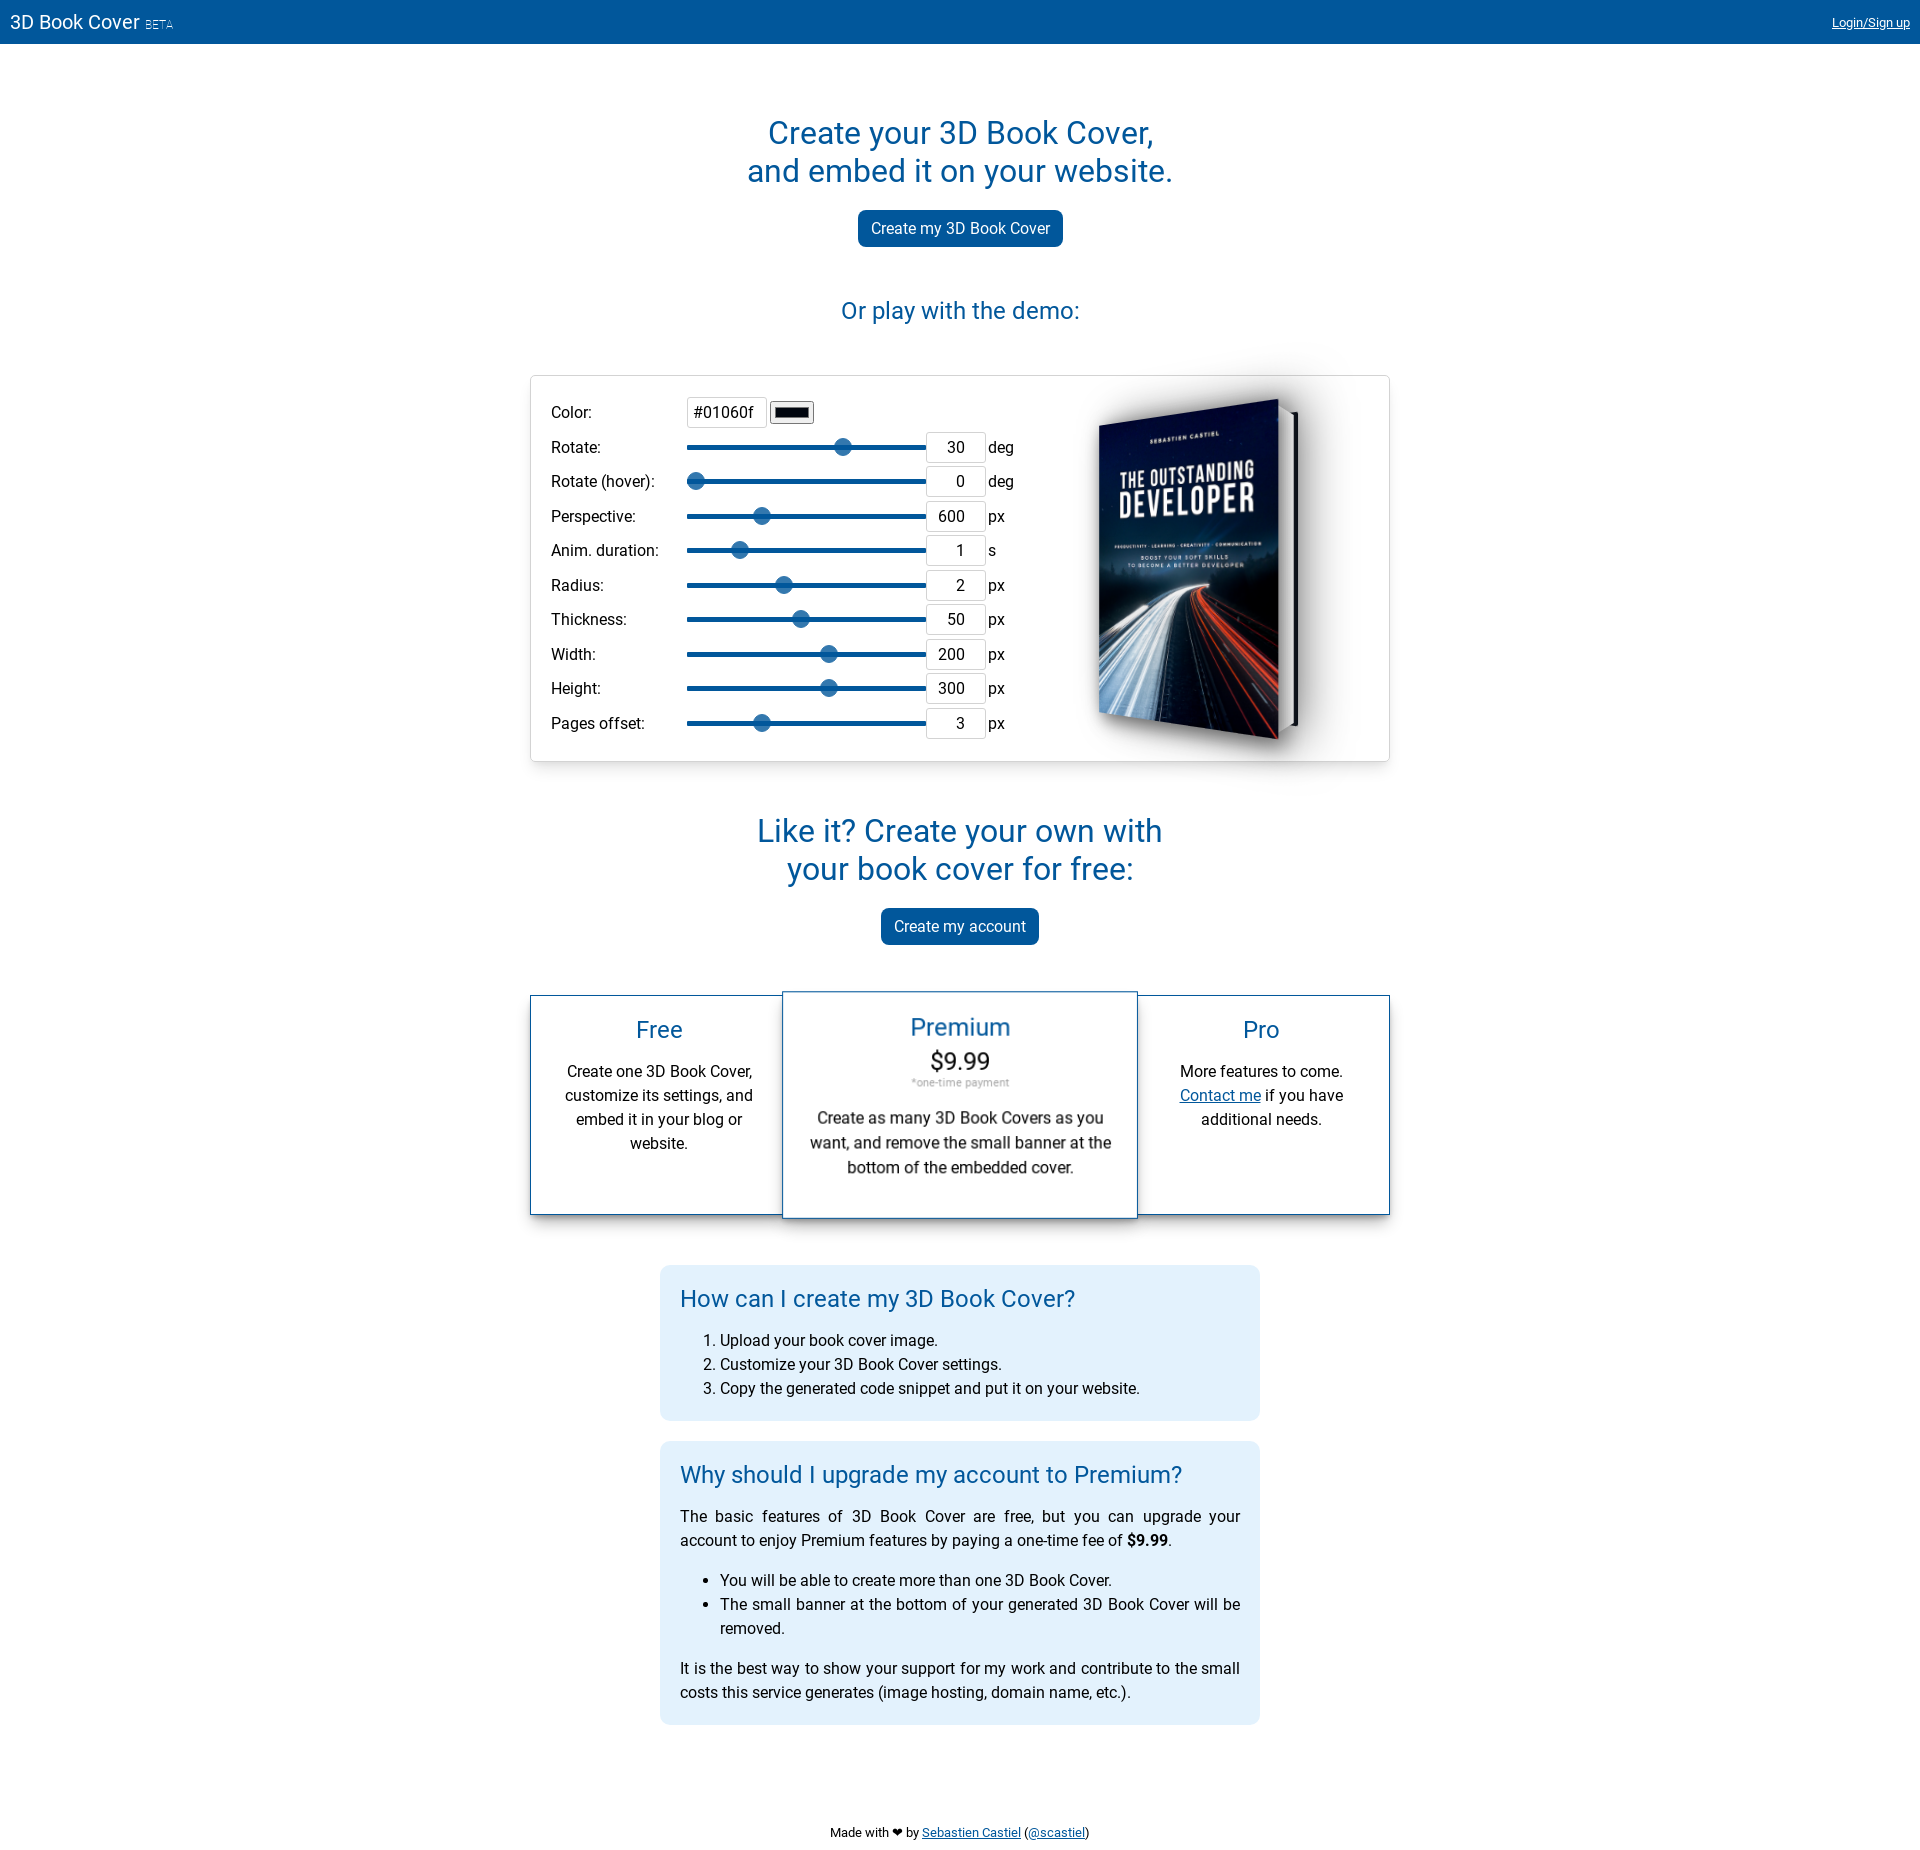 3D Book Cover BETA
Login/Sign up
Create your 3D Book Cover,
and embed it on your website.
Create my 3D Book Cover
Or play with the demo:
Color: #01060f
Rotate: 30 deg
Rotate (hover): 0 deg
Perspective: 600 px
Anim. duration: 1 s
Radius: 2 px
Thickness: 50 px
Width: 200 px
Height: 300 px
Pages offset: 3 px
SEBASTIEN CASTIEL
THE OUTSTANDING
DEVELOPER
PRODUCTIVITY · LEARNING · CREATIVITY · COMMUNICATION
BOOST YOUR SOFT SKILLS
TO BECOME A BETTER DEVELOPER
Like it? Create your own with
your book cover for free:
Create my account
Free
Create one 3D Book Cover,
customize its settings, and
embed it in your blog or
website.
Premium
$9.99
*one-time payment
Create as many 3D Book Covers as you
want, and remove the small banner at the
bottom of the embedded cover.
Pro
More features to come.
Contact me if you have
additional needs.
How can I create my 3D Book Cover?
1. Upload your book cover image.
2. Customize your 3D Book Cover settings.
3. Copy the generated code snippet and put it on your website.
Why should I upgrade my account to Premium?
The basic features of 3D Book Cover are free, but you can upgrade your
account to enjoy Premium features by paying a one-time fee of $9.99.
• You will be able to create more than one 3D Book Cover.
• The small banner at the bottom of your generated 3D Book Cover will be
removed.
It is the best way to show your support for my work and contribute to the small
costs this service generates (image hosting, domain name, etc.).
Made with ❤ by Sebastien Castiel (@scastiel)